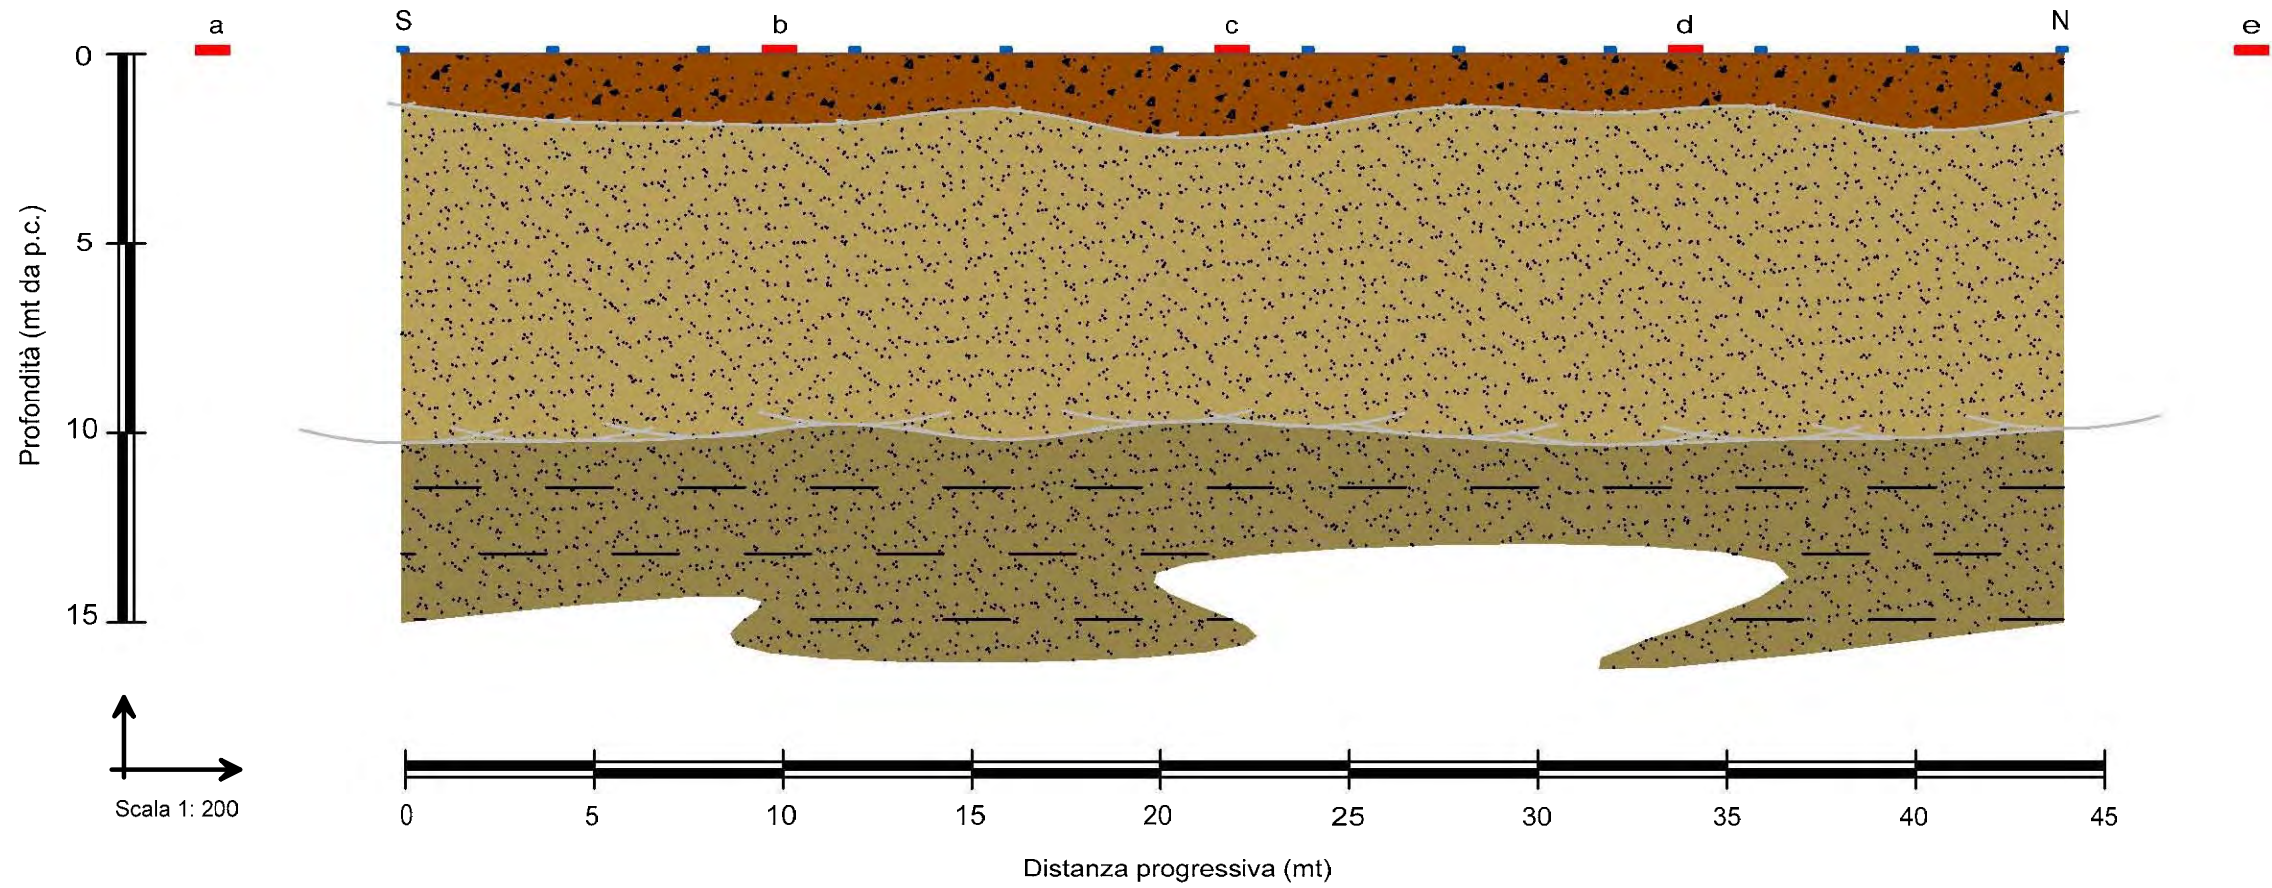 a S b c d N e
0
5
10
15
Profondità (mt da p.c.)
Scala 1: 200
0 5 10 15 20 25 30 35 40 45
Distanza progressiva (mt)